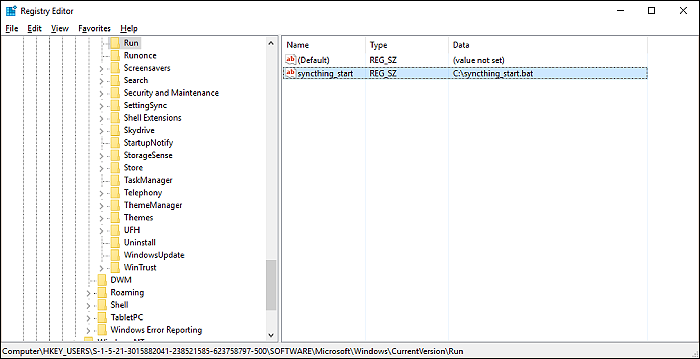 Registry Editor
File Edit View Favorites Help
Run
Runonce
Screensavers
Search
Security and Maintenance
SettingSync
Shell Extensions
Skydrive
StartupNotify
StorageSense
Store
TaskManager
Telephony
ThemeManager
Themes
UFH
Uninstall
WindowsUpdate
WinTrust
DWM
Roaming
Shell
TabletPC
Windows Error Reporting
Name Type Data
ab (Default) REG_SZ (value not set)
ab syncthing_start REG_SZ C:\syncthing_start.bat
Computer\HKEY_USERS\S-1-5-21-3015882041-238521585-623758797-500\SOFTWARE\Microsoft\Windows\CurrentVersion\Run